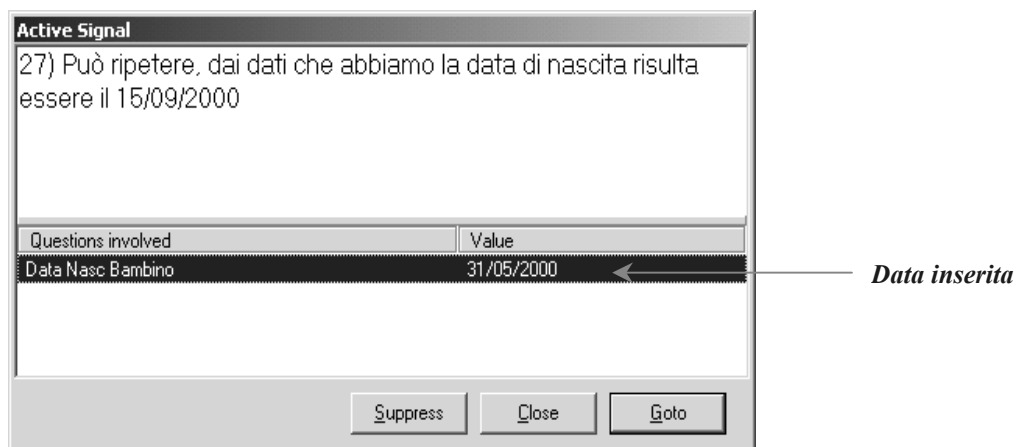 Active Signal
27) Può ripetere, dai dati che abbiamo la data di nascita risulta
essere il 15/09/2000
Questions involved Value
Data Nasc Bambino 31/05/2000
Data inserita
Suppress Close Goto